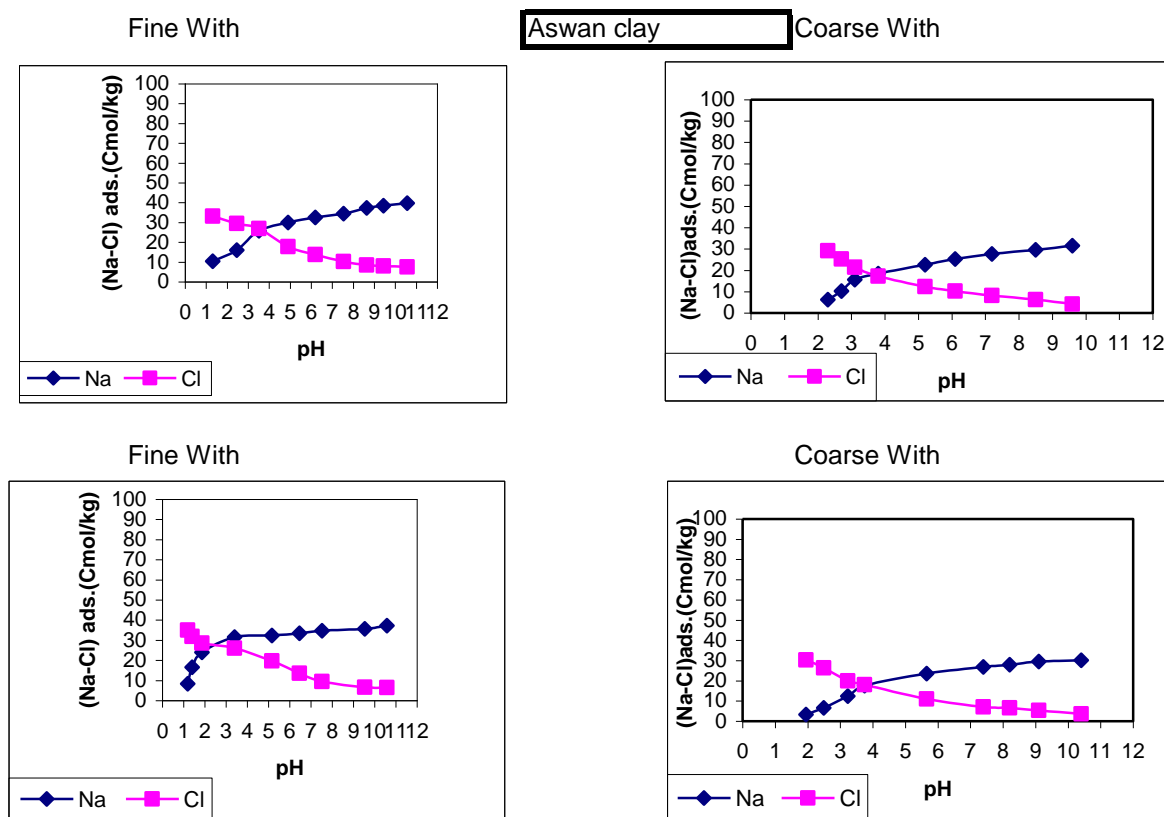 Fine With
Aswan clay
Coarse With
(Na-Cl) ads.(Cmol/kg)
100
90
80
70
60
50
40
30
20
10
0
0 1 2 3 4 5 6 7 8 9 10 11 12
pH
Na Cl
(Na-Cl)ads.(Cmol/kg)
100
90
80
70
60
50
40
30
20
10
0
0 1 2 3 4 5 6 7 8 9 10 11 12
pH
Na Cl
Fine With
Coarse With
(Na-Cl) ads.(Cmol/kg)
100
90
80
70
60
50
40
30
20
10
0
0 1 2 3 4 5 6 7 8 9 10 11 12
pH
Na Cl
(Na-Cl)ads.(Cmol/kg)
100
90
80
70
60
50
40
30
20
10
0
0 1 2 3 4 5 6 7 8 9 10 11 12
pH
Na Cl